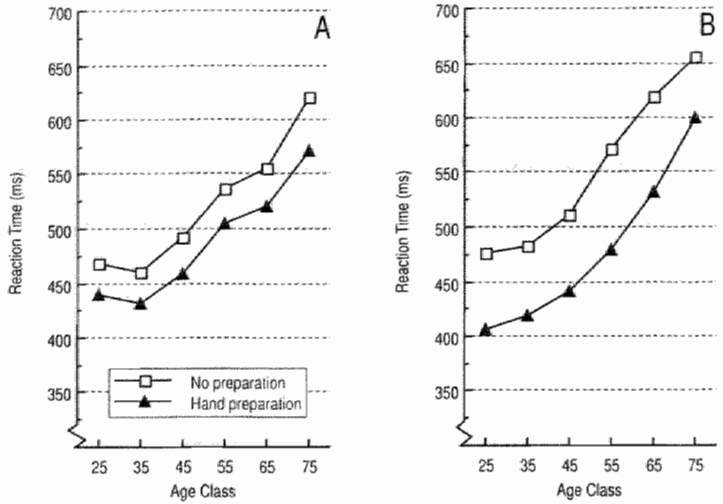 A
700
650
600
550
500
450
400
350
Reaction Time (ms)
No preparation
Hand preparation
25 35 45 55 65 75
Age Class
B
700
650
600
550
500
450
400
350
Reaction Time (ms)
25 35 45 55 65 75
Age Class